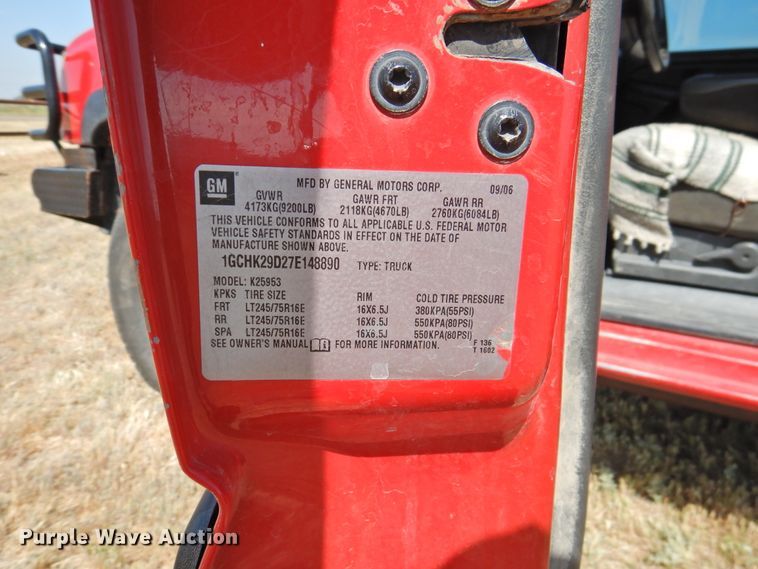 GM
MFD BY GENERAL MOTORS CORP. 09/06
GVWR GAWR FRT GAWR RR
4173KG(9200LB) 2118KG(4670LB) 2760KG(6084LB)
THIS VEHICLE CONFORMS TO ALL APPLICABLE U.S. FEDERAL MOTOR
VEHICLE SAFETY STANDARDS IN EFFECT ON THE DATE OF
MANUFACTURE SHOWN ABOVE.
1GCHK29D27E148890 TYPE: TRUCK
MODEL: K25953
KPKS TIRE SIZE RIM COLD TIRE PRESSURE
FRT LT245/75R16E 16X6.5J 380KPA(55PSI)
RR LT245/75R16E 16X6.5J 550KPA(80PSI)
SPA LT245/75R16E 16X6.5J 550KPA(80PSI)
SEE OWNER'S MANUAL FOR MORE INFORMATION. F 136
T 1602
Purple Wave Auction